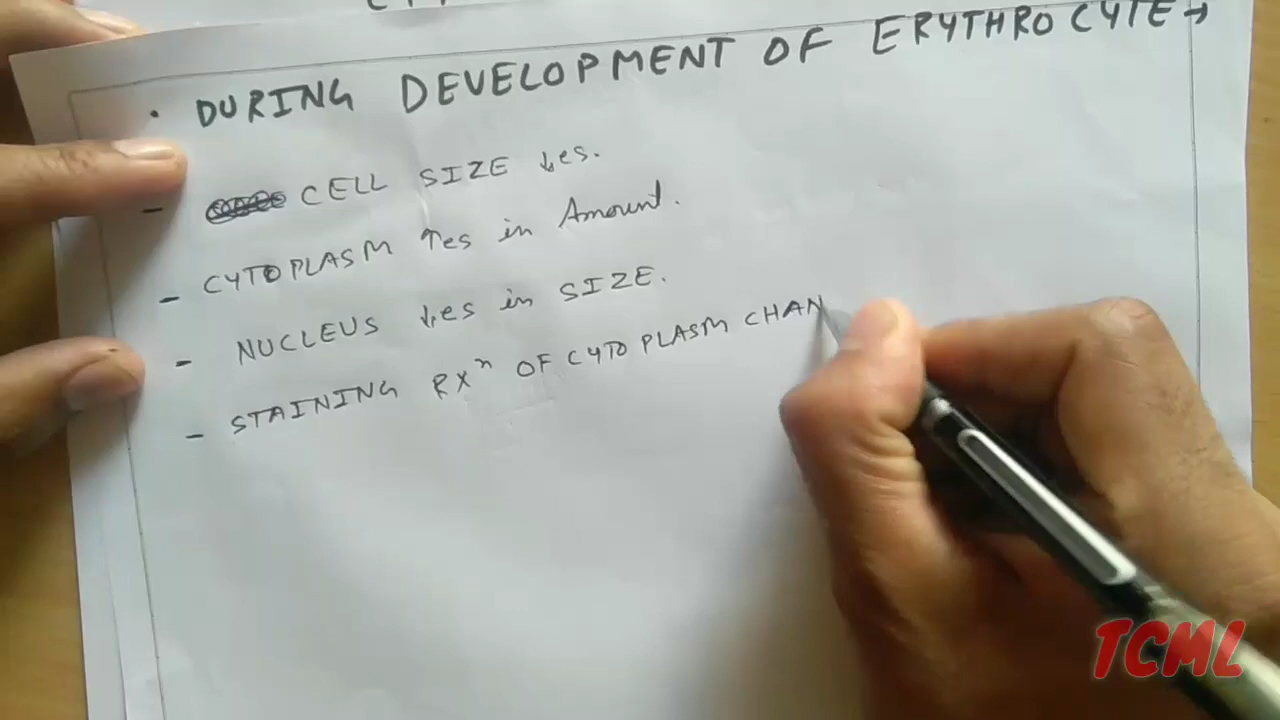 • DURING DEVELOPMENT OF ERYTHROCYTE →
- CELL SIZE ↓es.
- CYTOPLASM ↑es in Amount.
- NUCLEUS ↓es in SIZE.
- STAINING RXⁿ OF CYTOPLASM CHAN
TCML